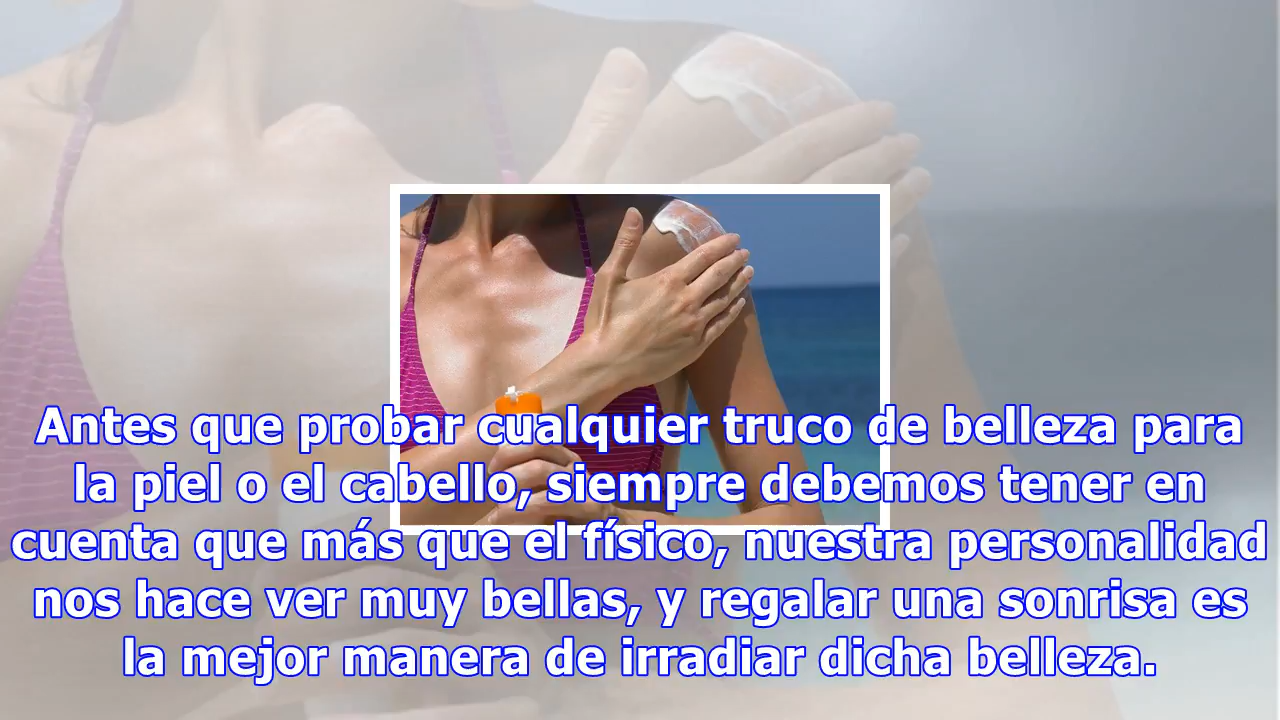 Antes que probar cualquier truco de belleza para
la piel o el cabello, siempre debemos tener en
cuenta que más que el físico, nuestra personalidad
nos hace ver muy bellas, y regalar una sonrisa es
la mejor manera de irradiar dicha belleza.